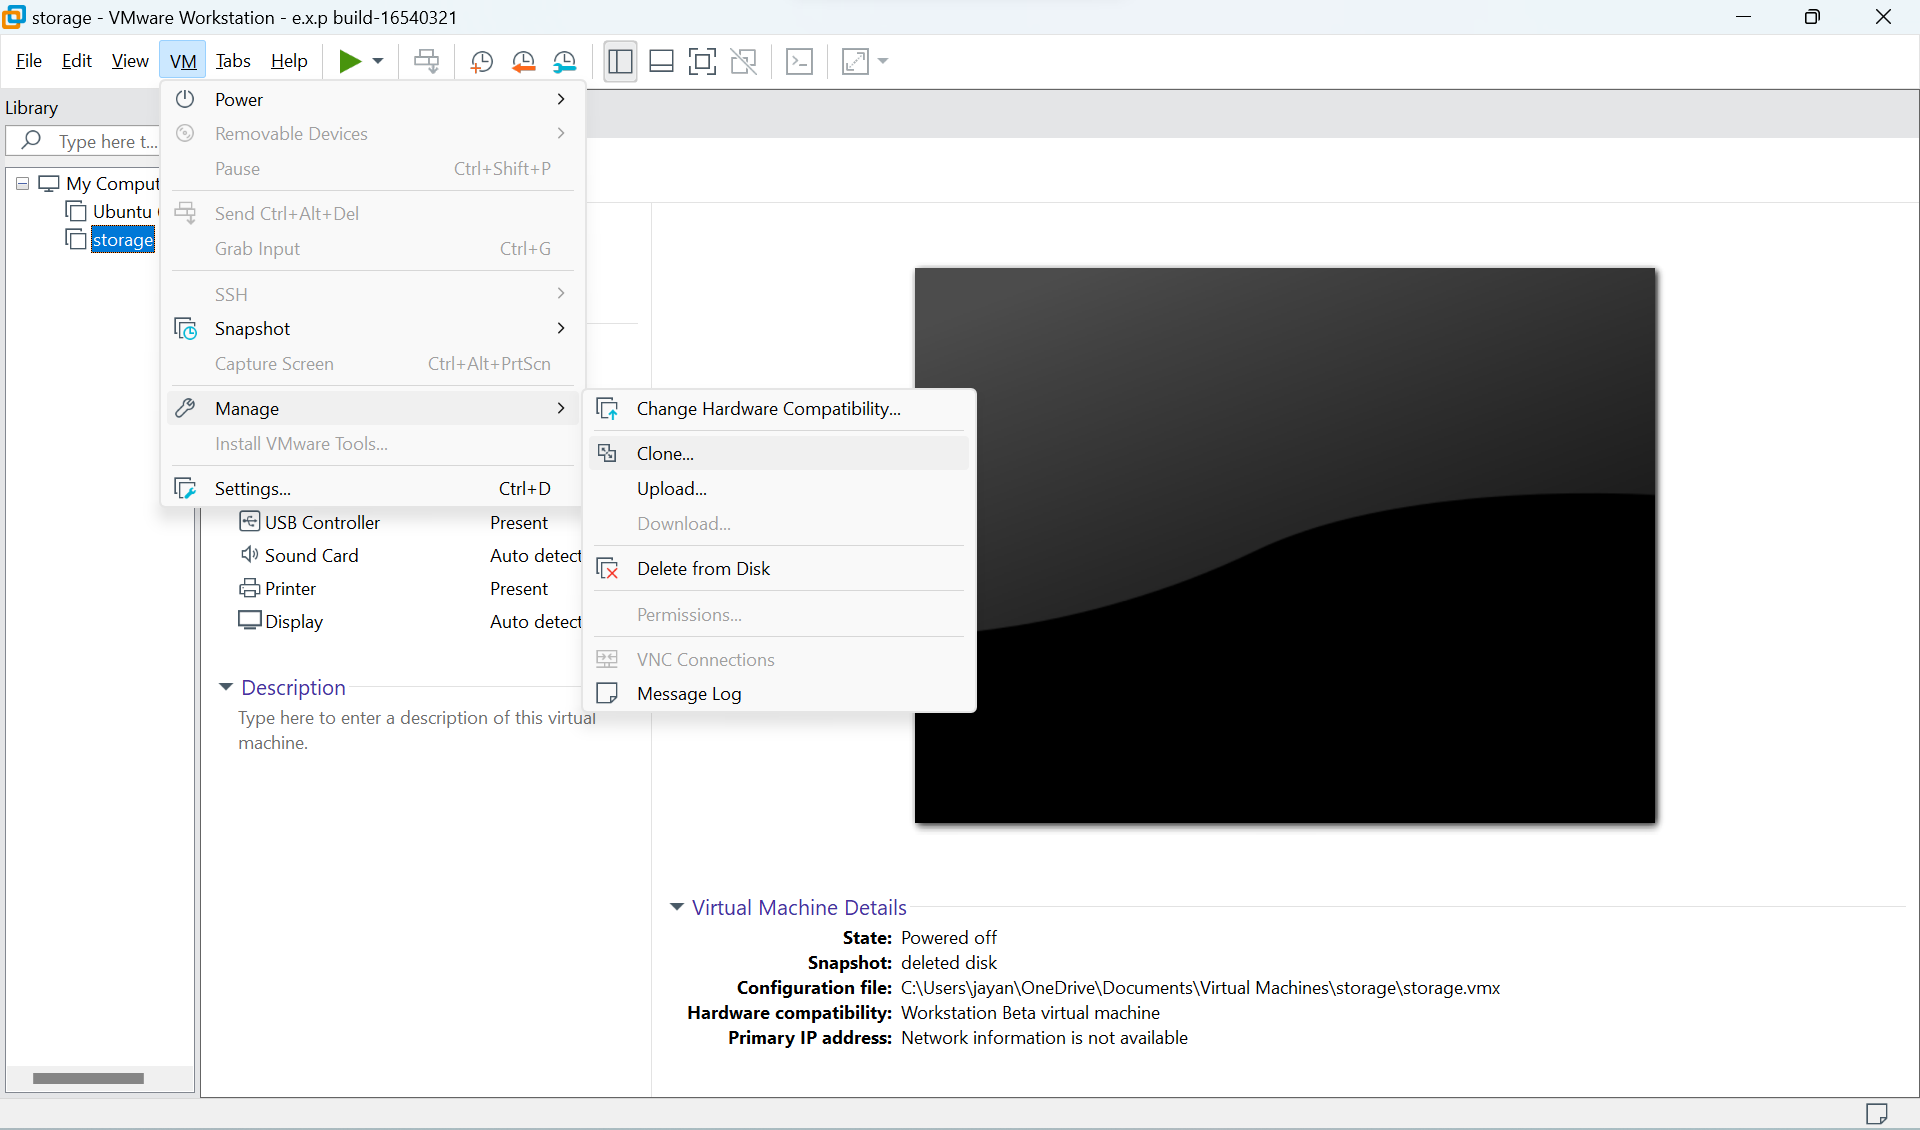 storage - VMware Workstation - e.x.p build-16540321
File Edit View VM Tabs Help
Library
Type here t...
My Comput
Ubuntu
storage
Power
Removable Devices
Pause Ctrl+Shift+P
Send Ctrl+Alt+Del
Grab Input Ctrl+G
SSH
Snapshot
Capture Screen Ctrl+Alt+PrtScn
Manage
Install VMware Tools...
Settings... Ctrl+D
Change Hardware Compatibility...
Clone...
Upload...
Download...
Delete from Disk
Permissions...
VNC Connections
Message Log
USB Controller Present
Sound Card Auto detect
Printer Present
Display Auto detect
Description
Type here to enter a description of this virtual
machine.
Virtual Machine Details
State: Powered off
Snapshot: deleted disk
Configuration file: C:\Users\jayan\OneDrive\Documents\Virtual Machines\storage\storage.vmx
Hardware compatibility: Workstation Beta virtual machine
Primary IP address: Network information is not available